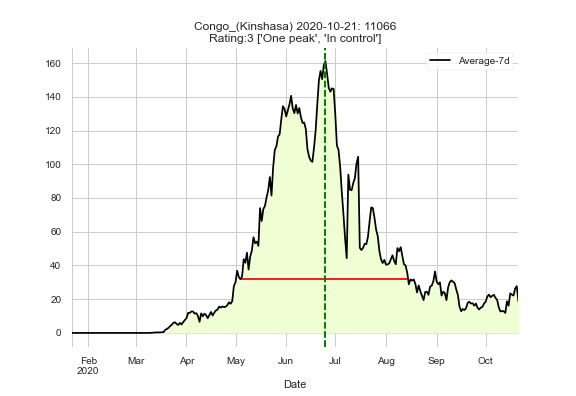 Congo_(Kinshasa) 2020-10-21: 11066
Rating:3 ['One peak', 'In control']
Average-7d
160
140
120
100
80
60
40
20
0
Feb Mar Apr May Jun Jul Aug Sep Oct
2020
Date